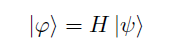 |φ⟩ = H |ψ⟩